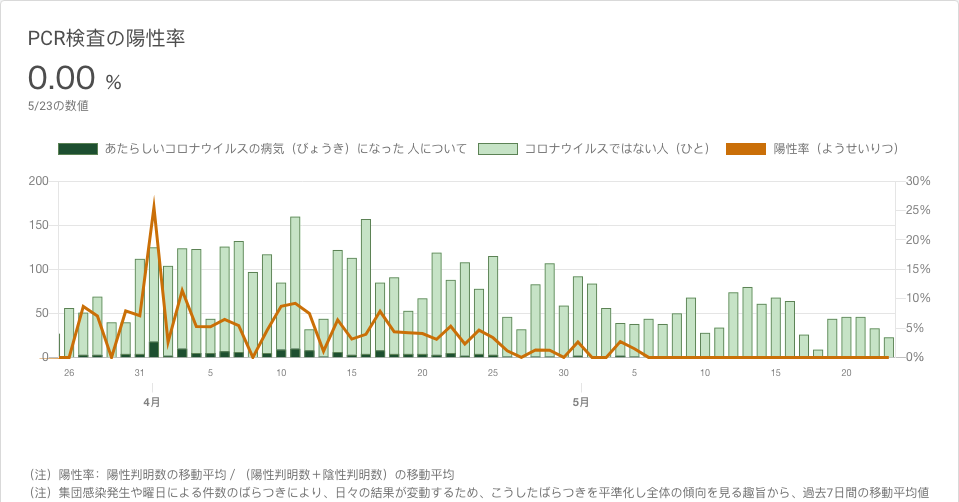 PCR検査の陽性率
0.00 %
5/23の数値
あたらしいコロナウイルスの病気（びょうき）になった 人について コロナウイルスではない人（ひと） 陽性率（ようせいりつ）
200 30%
25%
150 20%
100 15%
10%
50 5%
0 0%
26 31 5 10 15 20 25 30 5 10 15 20
4月 5月
（注）陽性率：陽性判明数の移動平均 / （陽性判明数＋陰性判明数）の移動平均
（注）集団感染発生や曜日による件数のばらつきにより、日々の結果が変動するため、こうしたばらつきを平準化し全体の傾向を見る趣旨から、過去7日間の移動平均値